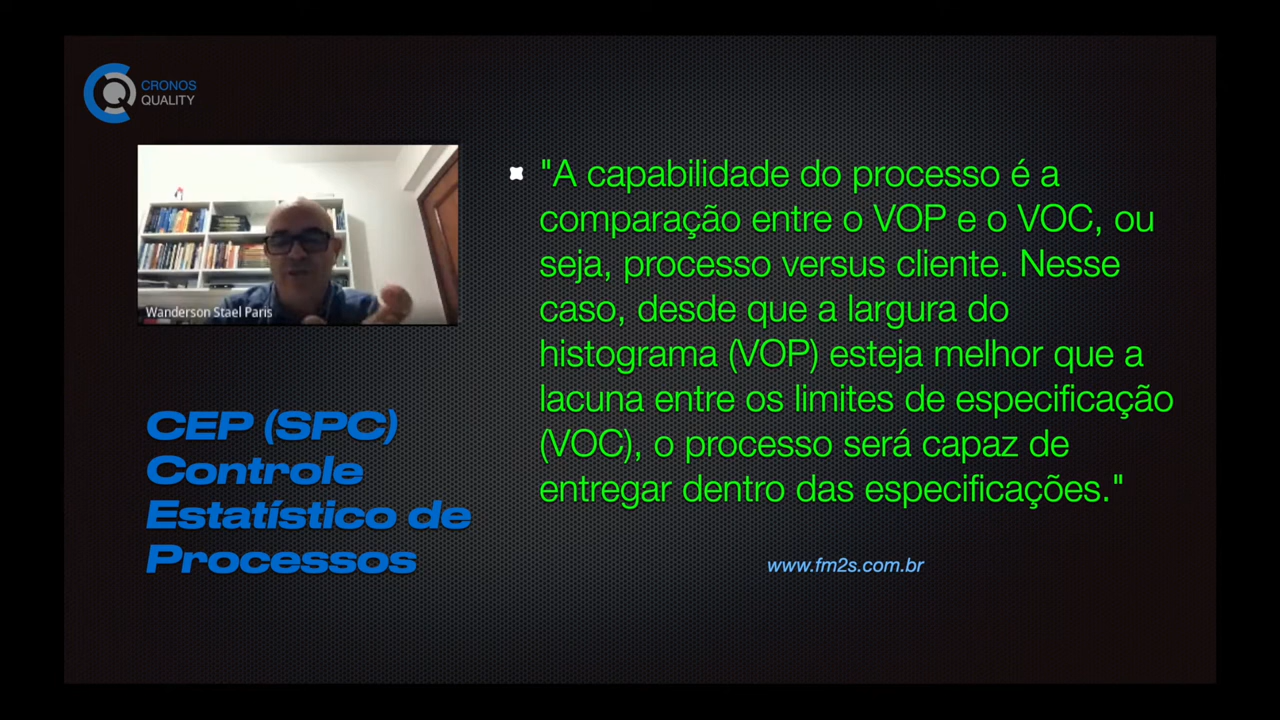 CRONOS
QUALITY
Wanderson Stael Paris
CEP (SPC)
Controle
Estatístico de
Processos
"A capabilidade do processo é a
comparação entre o VOP e o VOC, ou
seja, processo versus cliente. Nesse
caso, desde que a largura do
histograma (VOP) esteja melhor que a
lacuna entre os limites de especificação
(VOC), o processo será capaz de
entregar dentro das especificações."
www.fm2s.com.br